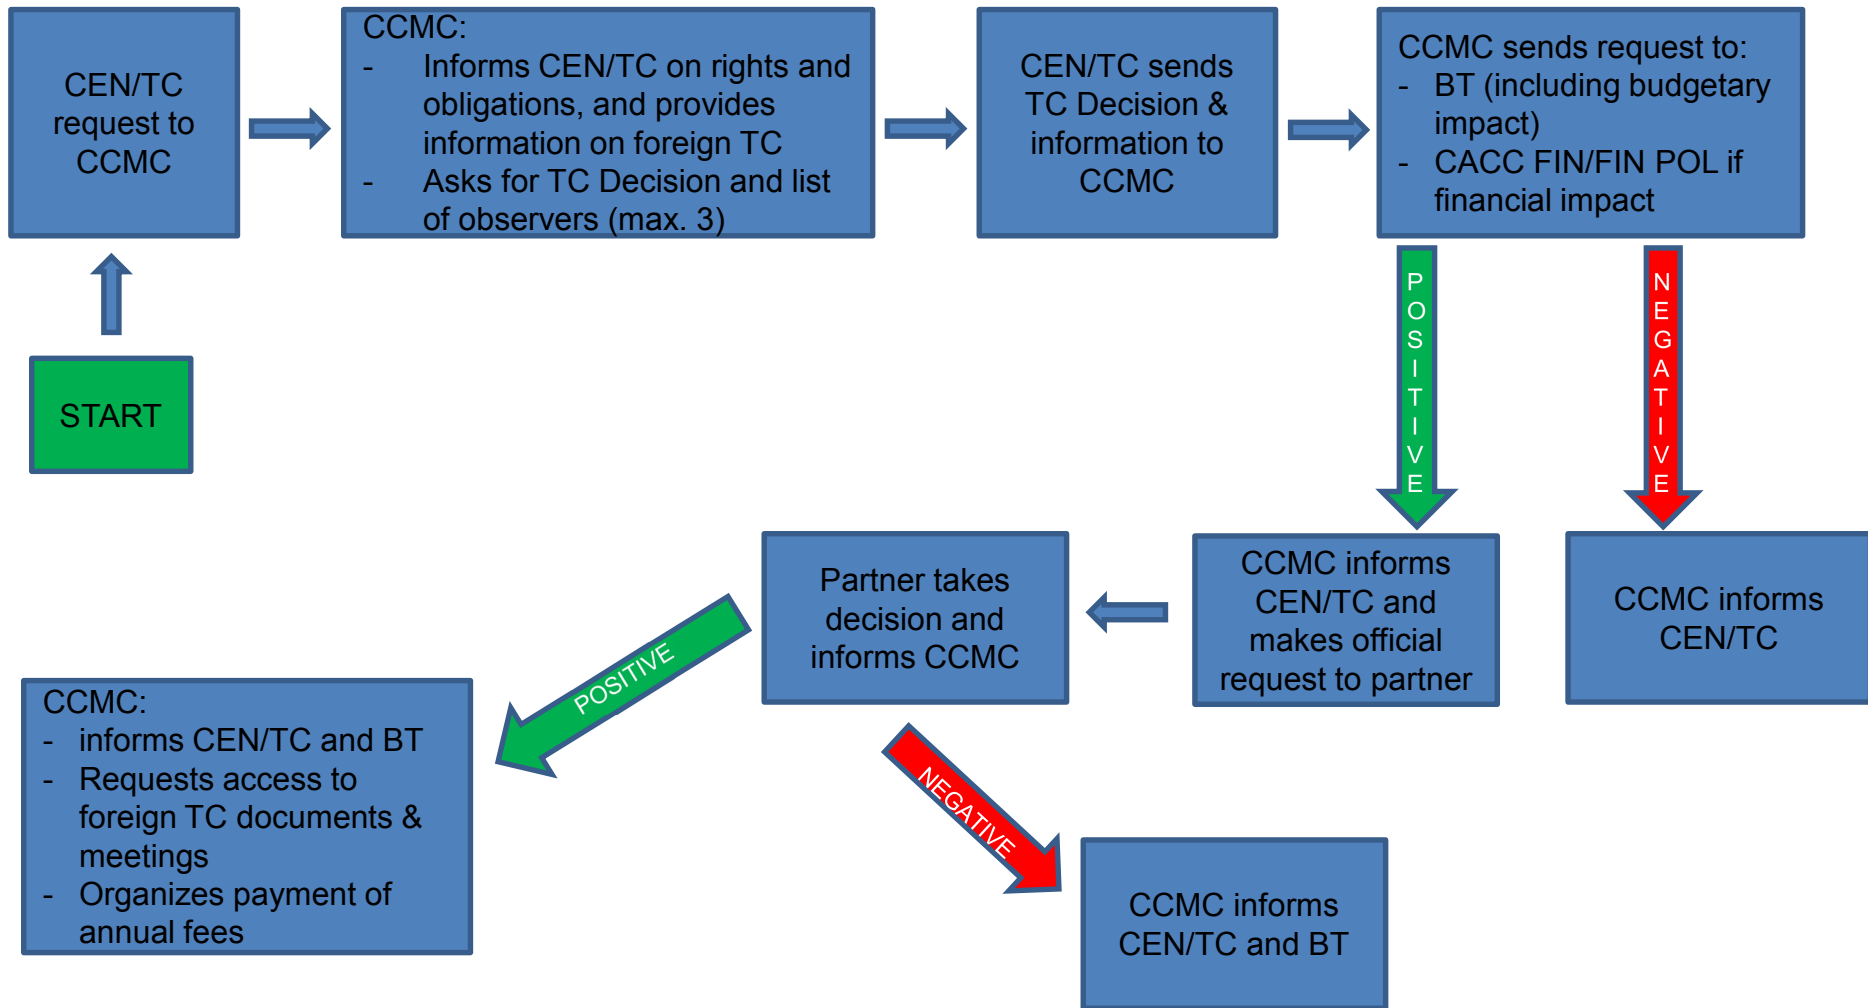 CEN/TC
request to
CCMC
CCMC:
- Informs CEN/TC on rights and
obligations, and provides
information on foreign TC
- Asks for TC Decision and list
of observers (max. 3)
CEN/TC sends
TC Decision &
information to
CCMC
CCMC sends request to:
- BT (including budgetary
impact)
- CACC FIN/FIN POL if
financial impact
START
POSITIVE
NEGATIVE
Partner takes
decision and
informs CCMC
CCMC informs
CEN/TC and
makes official
request to partner
CCMC informs
CEN/TC
POSITIVE
NEGATIVE
CCMC:
- informs CEN/TC and BT
- Requests access to
foreign TC documents &
meetings
- Organizes payment of
annual fees
CCMC informs
CEN/TC and BT